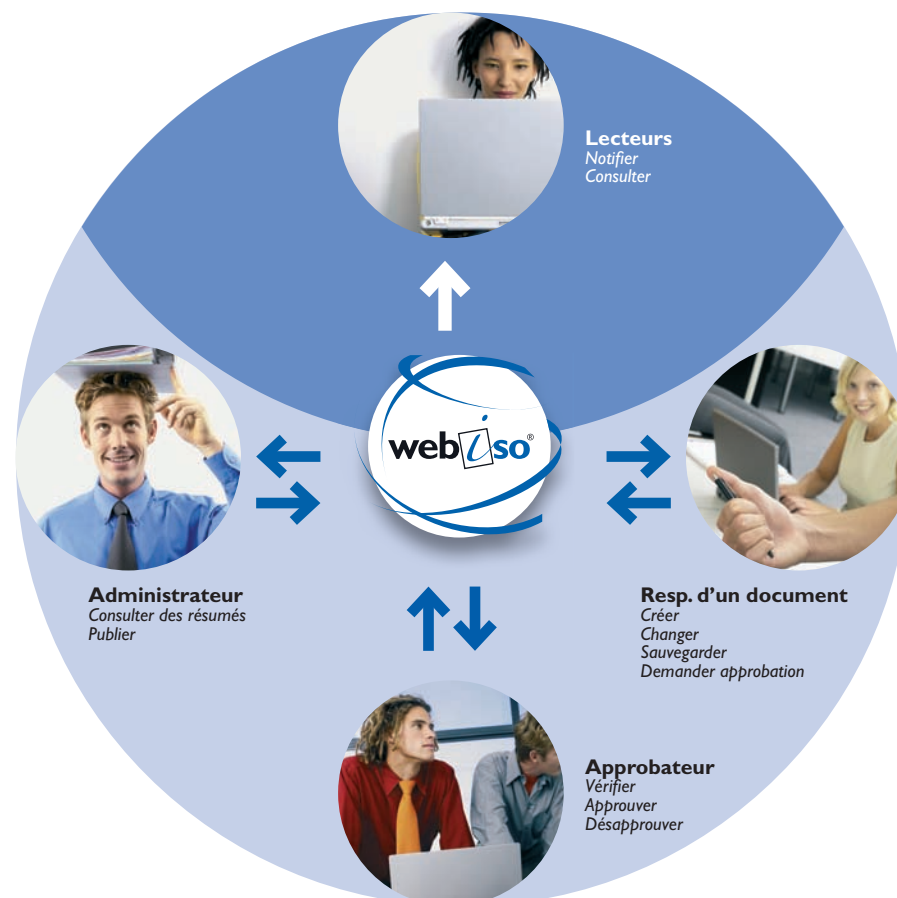 Lecteurs
Notifier
Consulter
webiso®
Administrateur
Consulter des résumés
Publier
Resp. d'un document
Créer
Changer
Sauvegarder
Demander approbation
Approbateur
Vérifier
Approuver
Désapprouver